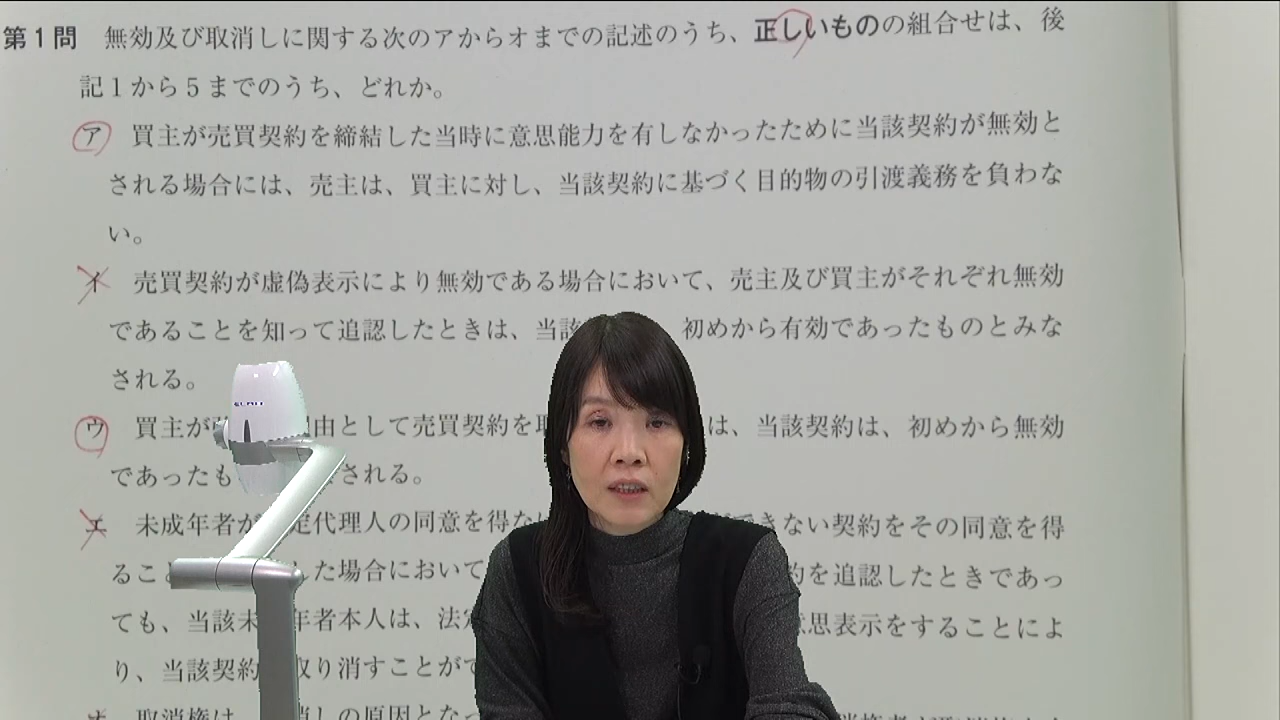 第1問 無効及び取消しに関する次のアからオまでの記述のうち、正しいものの組合せは、後
記1から5までのうち、どれか。
ア 買主が売買契約を締結した当時に意思能力を有しなかったために当該契約が無効と
される場合には、売主は、買主に対し、当該契約に基づく目的物の引渡義務を負わな
い。
イ 売買契約が虚偽表示により無効である場合において、売主及び買主がそれぞれ無効
であることを知って追認したときは、当該 初めから有効であったものとみな
される。
ウ 買主が 由として売買契約を取 は、当該契約は、初めから無効
であったも される。
エ 未成年者が 定代理人の同意を得な できない契約をその同意を得
るこ した場合において 約を追認したときであっ
ても、当該未 年者本人は、法定 意思表示をすることによ
り、当該契約 取り消すことがで
オ 取消権は、 消しの原因となっ